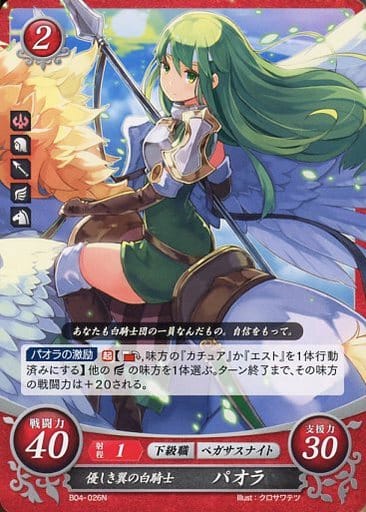 2
あなたも白騎士団の一員なんだもの。自信をもって。
パオラの激励 起【、味方の『カチュア』か『エスト』を1体行動
済みにする】他の の味方を1体選ぶ。ターン終了まで、その味方
の戦闘力は＋20される。
戦闘力
40
射程 1
下級職
ペガサスナイト
支援力
30
優しき翼の白騎士 パオラ
B04-026N
Illust：クロサワテツ